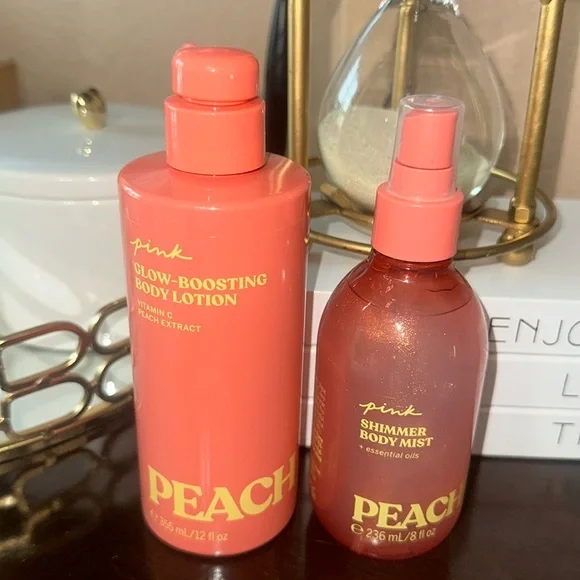 pink
GLOW-BOOSTING
BODY LOTION
VITAMIN C
PEACH EXTRACT
PEACH
℮ 355 mL/12 fl oz
pink
SHIMMER
BODY MIST
+ essential oils
PEACH
℮ 236 mL/8 fl oz
ENJO
L
T